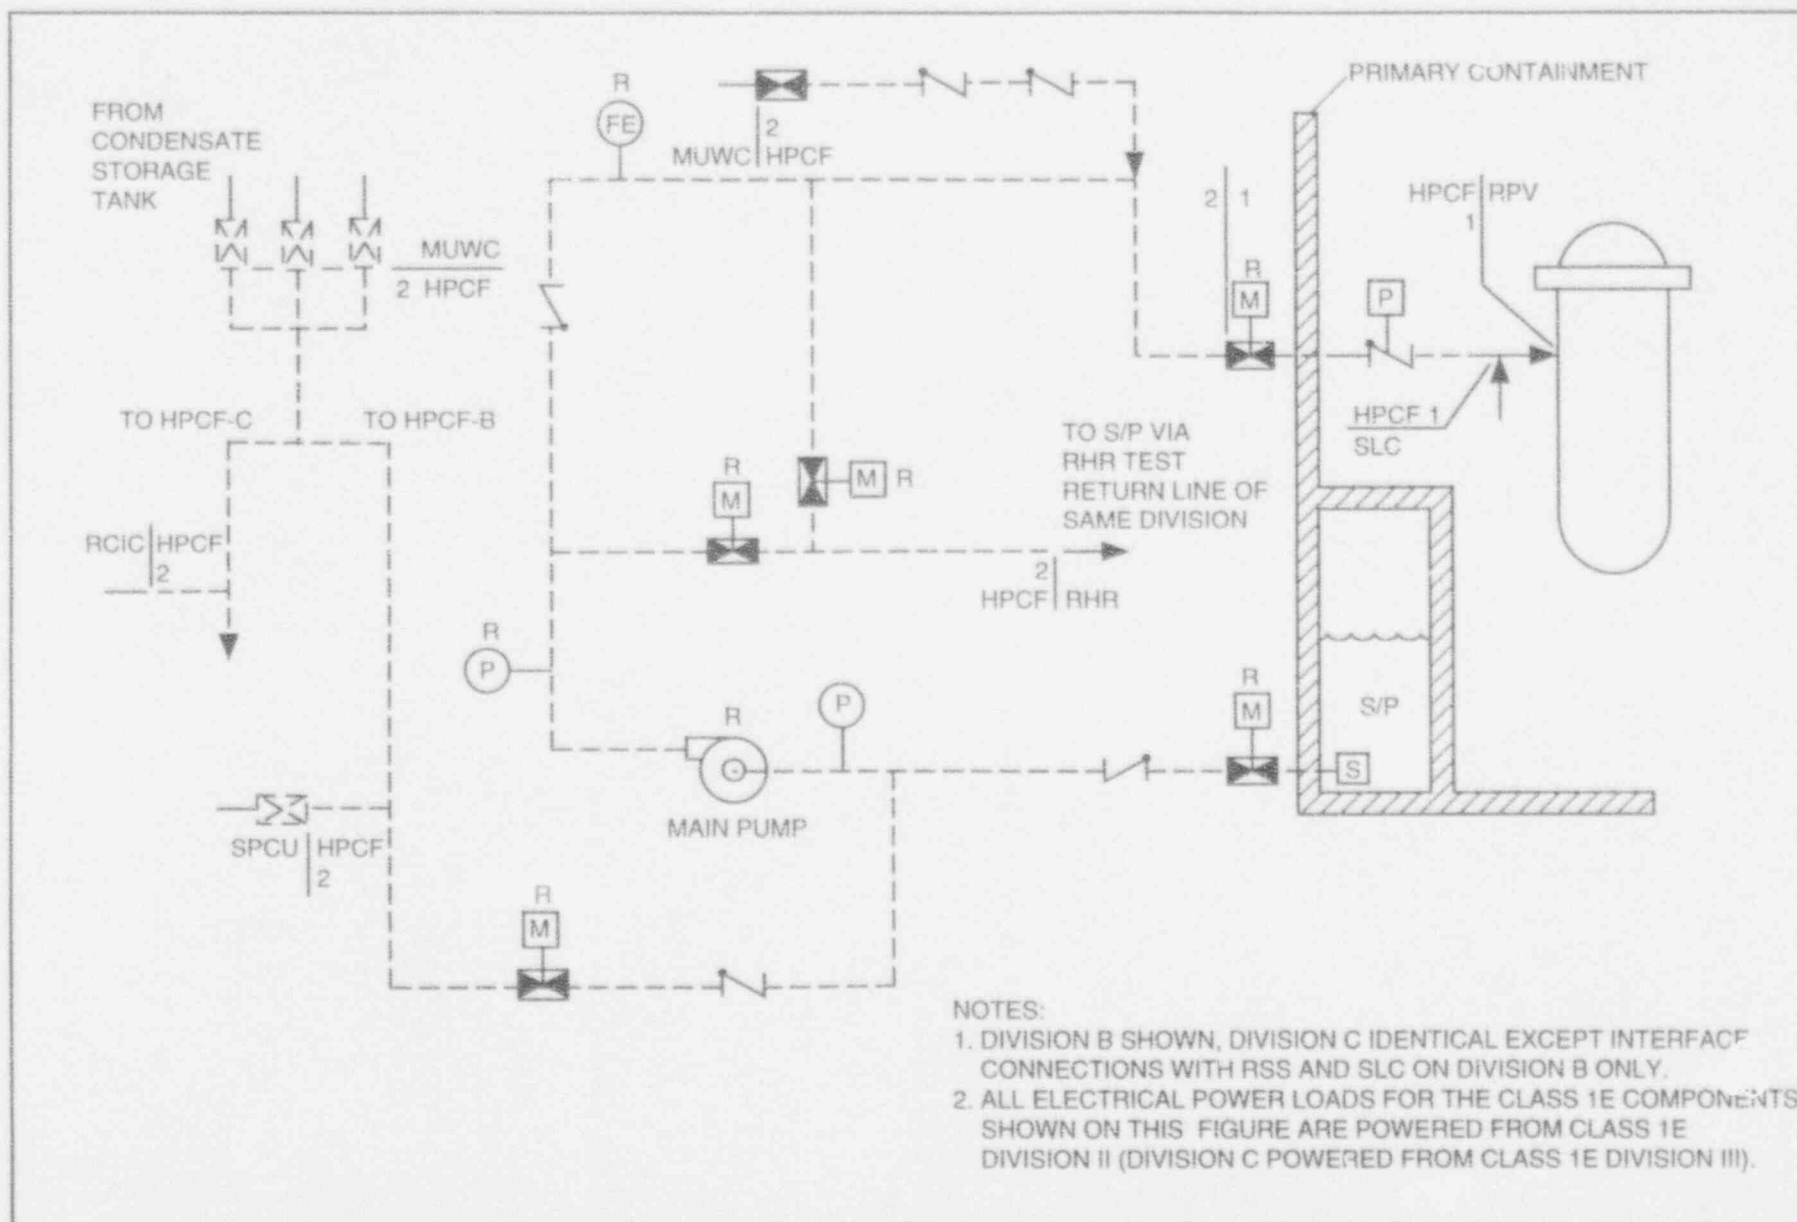 FROM
CONDENSATE
STORAGE
TANK
R
FE
2
MUWC HPCF
PRIMARY CONTAINMENT
MUWC
2 HPCF
2 1
R
M
HPCF RPV
1
P
HPCF 1
SLC
TO HPCF-C
TO HPCF-B
R
M
M R
TO S/P VIA
RHR TEST
RETURN LINE OF
SAME DIVISION
RCIC HPCF
2
2
HPCF RHR
R
P
R
P
MAIN PUMP
R
M
S/P
S
SPCU HPCF
2
R
M
NOTES:
1. DIVISION B SHOWN, DIVISION C IDENTICAL EXCEPT INTERFACE
CONNECTIONS WITH RSS AND SLC ON DIVISION B ONLY.
2. ALL ELECTRICAL POWER LOADS FOR THE CLASS 1E COMPONENTS
SHOWN ON THIS FIGURE ARE POWERED FROM CLASS 1E
DIVISION II (DIVISION C POWERED FROM CLASS 1E DIVISION III).